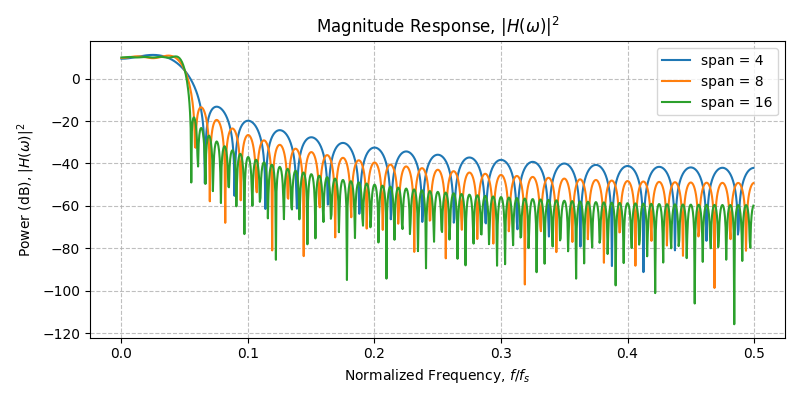 Magnitude Response, |H(ω)|²
span = 4
span = 8
span = 16
Power (dB), |H(ω)|²
0
−20
−40
−60
−80
−100
−120
0.0 0.1 0.2 0.3 0.4 0.5
Normalized Frequency, f/fₛ